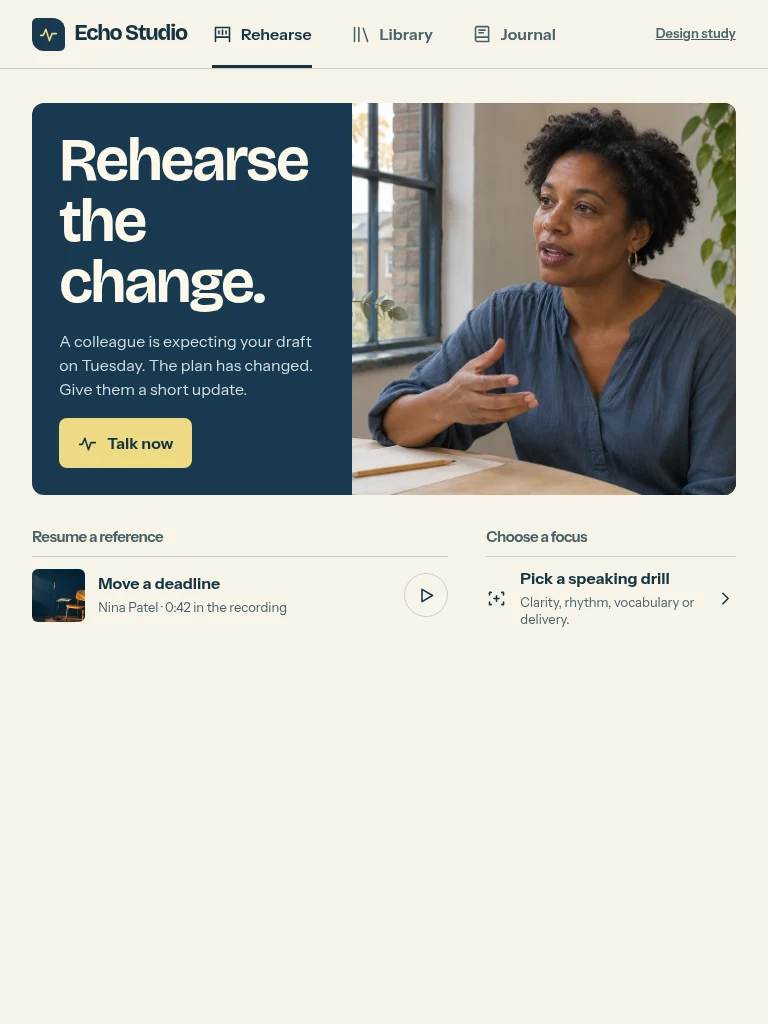 Echo Studio
Rehearse
Library
Journal
Design study
Rehearse
the
change.
A colleague is expecting your draft
on Tuesday. The plan has changed.
Give them a short update.
Talk now
Resume a reference
Move a deadline
Nina Patel · 0:42 in the recording
Choose a focus
Pick a speaking drill
Clarity, rhythm, vocabulary or
delivery.